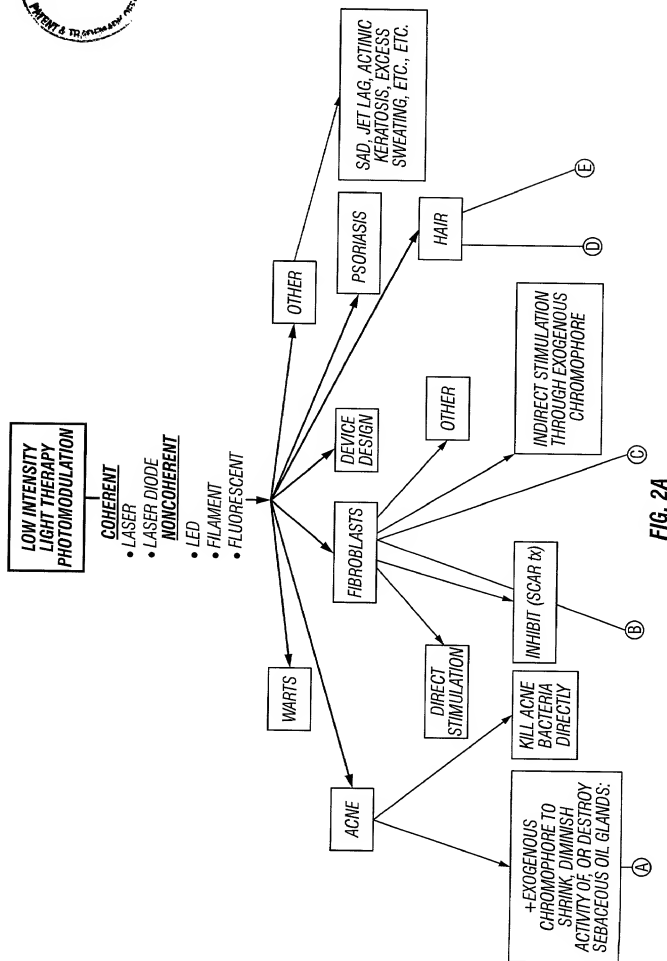 PATENT & TRADEMARK
LOW INTENSITY
LIGHT THERAPY
PHOTOMODULATION
COHERENT
• LASER
• LASER DIODE
NONCOHERENT
• LED
• FILAMENT
• FLUORESCENT
ACNE
WARTS
FIBROBLASTS
DEVICE
DESIGN
OTHER
PSORIASIS
HAIR
SAD, JET LAG, ACTINIC
KERATOSIS, EXCESS
SWEATING, ETC., ETC.
DIRECT
STIMULATION
OTHER
+EXOGENOUS
CHROMOPHORE TO
SHRINK, DIMINISH
ACTIVITY OF, OR DESTROY
SEBACEOUS OIL GLANDS:
KILL ACNE
BACTERIA
DIRECTLY
INHIBIT (SCAR tx)
INDIRECT STIMULATION
THROUGH EXOGENOUS
CHROMOPHORE
A
B
C
D
E
FIG. 2A